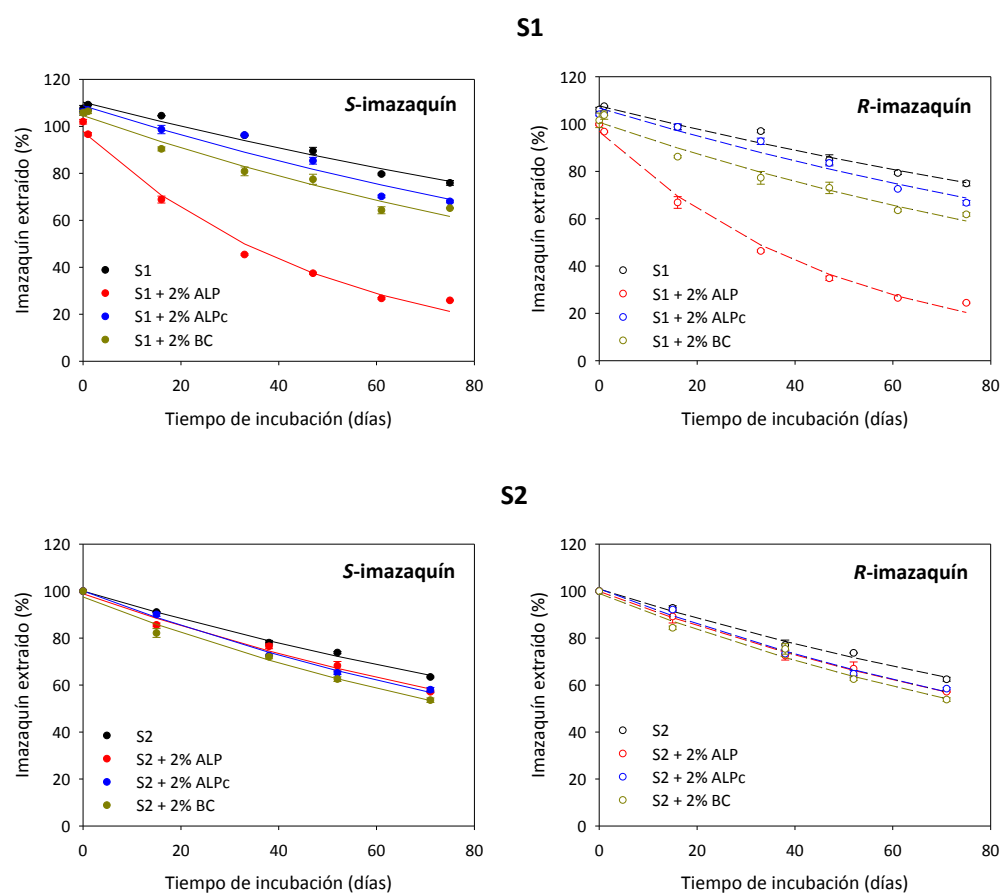 S1
S-imazaquín
Imazaquín extraído (%)
120
100
80
60
40
20
0
S1
S1 + 2% ALP
S1 + 2% ALPc
S1 + 2% BC
0 20 40 60 80
Tiempo de incubación (días)
R-imazaquín
Imazaquín extraído (%)
120
100
80
60
40
20
0
S1
S1 + 2% ALP
S1 + 2% ALPc
S1 + 2% BC
0 20 40 60 80
Tiempo de incubación (días)
S2
S-imazaquín
Imazaquín extraído (%)
120
100
80
60
40
20
0
S2
S2 + 2% ALP
S2 + 2% ALPc
S2 + 2% BC
0 20 40 60 80
Tiempo de incubación (días)
R-imazaquín
Imazaquín extraído (%)
120
100
80
60
40
20
0
S2
S2 + 2% ALP
S2 + 2% ALPc
S2 + 2% BC
0 20 40 60 80
Tiempo de incubación (días)